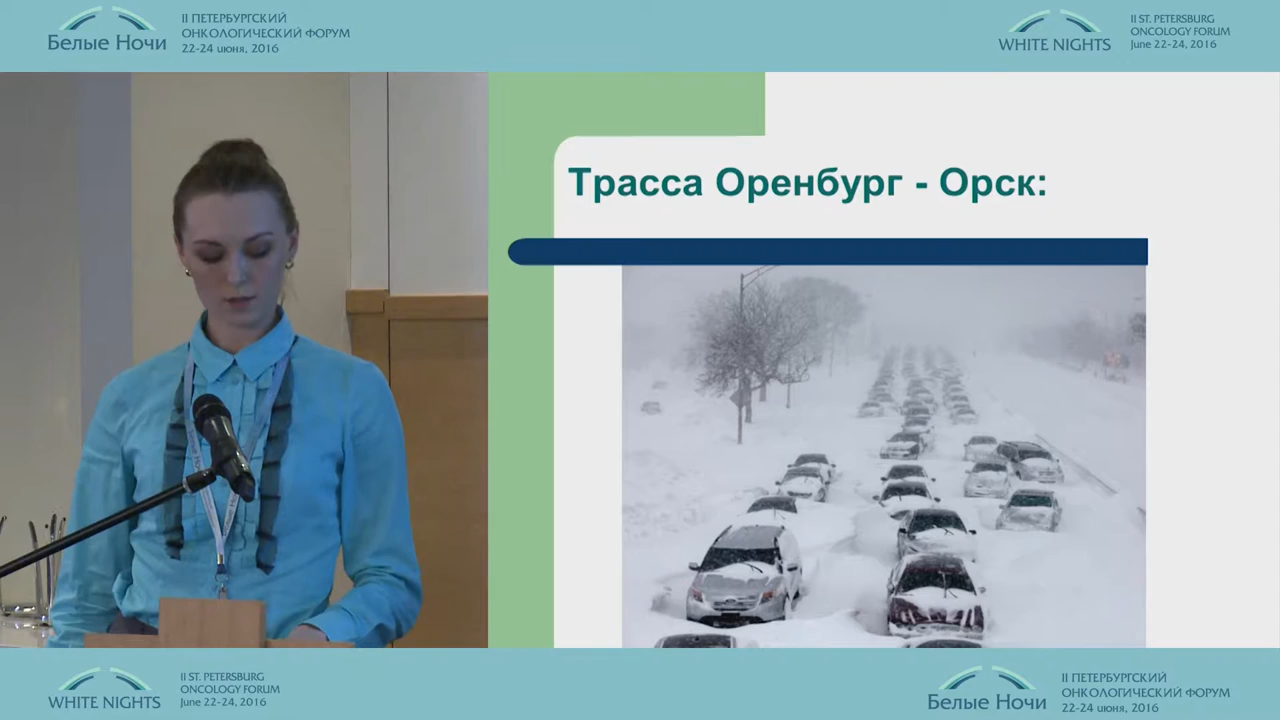 Белые Ночи
II ПЕТЕРБУРГСКИЙ
ОНКОЛОГИЧЕСКИЙ ФОРУМ
22-24 июня, 2016
WHITE NIGHTS
II ST. PETERSBURG
ONCOLOGY FORUM
June 22-24, 2016
Трасса Оренбург - Орск:
WHITE NIGHTS
II ST. PETERSBURG
ONCOLOGY FORUM
June 22-24, 2016
Белые Ночи
II ПЕТЕРБУРГСКИЙ
ОНКОЛОГИЧЕСКИЙ ФОРУМ
22-24 июня, 2016